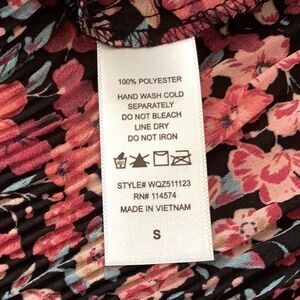 100% POLYESTER
HAND WASH COLD
SEPARATELY
DO NOT BLEACH
LINE DRY
DO NOT IRON
STYLE# WQZ511123
RN# 114574
MADE IN VIETNAM
S